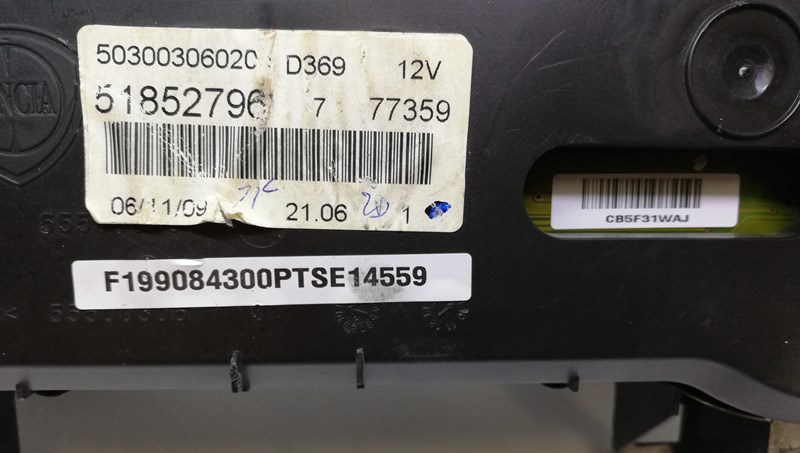 50300306020 D369 12V
51852796 7 77359
06/11/09 21.06 1
CB5F31WAJ
F199084300PTSE14559